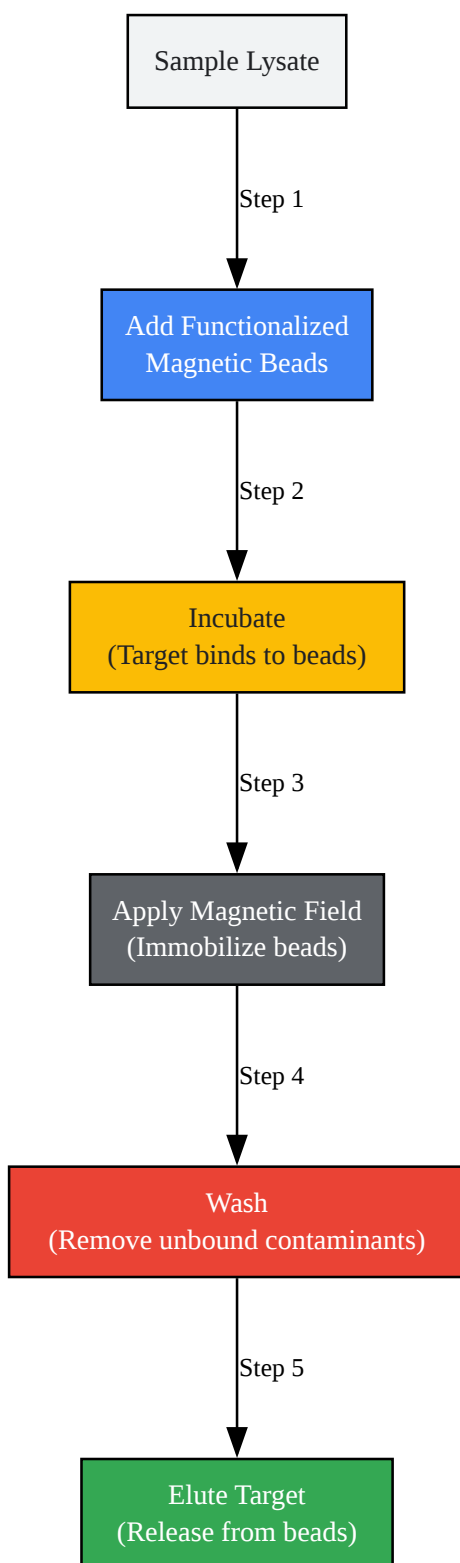 Sample Lysate
Step 1
Add Functionalized
Magnetic Beads
Step 2
Incubate
(Target binds to beads)
Step 3
Apply Magnetic Field
(Immobilize beads)
Step 4
Wash
(Remove unbound contaminants)
Step 5
Elute Target
(Release from beads)